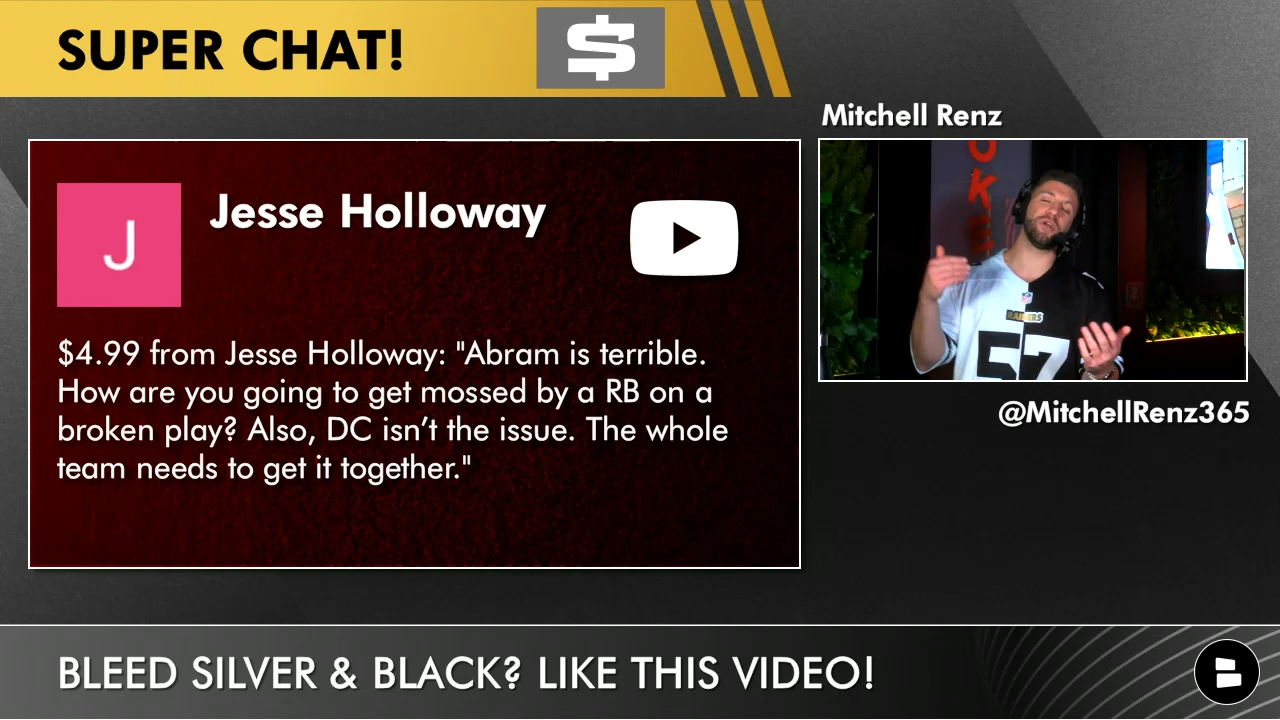 SUPER CHAT!
$
Mitchell Renz
J
Jesse Holloway
$4.99 from Jesse Holloway: "Abram is terrible.
How are you going to get mossed by a RB on a
broken play? Also, DC isn't the issue. The whole
team needs to get it together."
OKE
RAIDERS
57
@MitchellRenz365
BLEED SILVER & BLACK? LIKE THIS VIDEO!